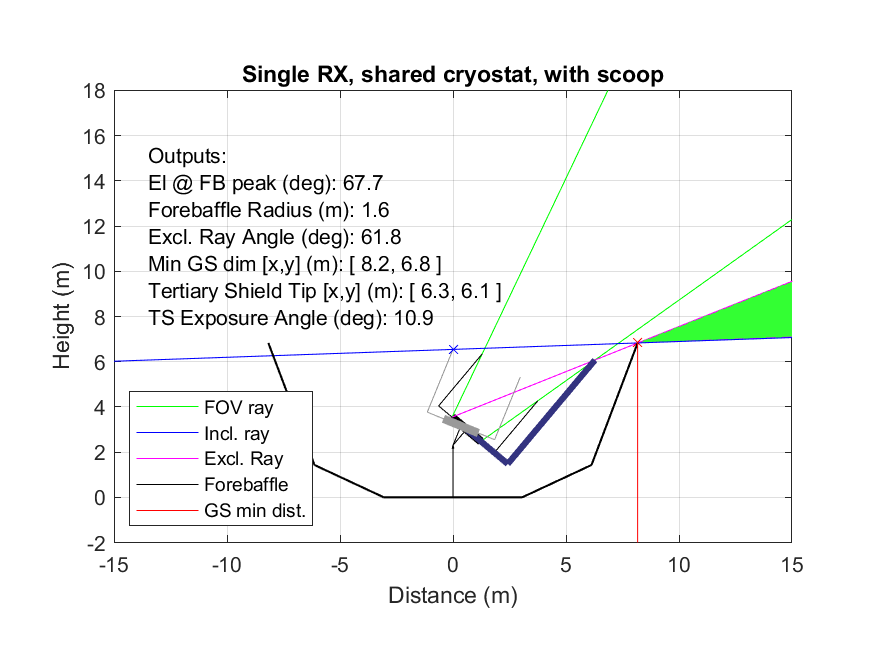 Single RX, shared cryostat, with scoop
18
16
14
12
10
8
6
4
2
0
-2
Height (m)
Outputs:
El @ FB peak (deg): 67.7
Forebaffle Radius (m): 1.6
Excl. Ray Angle (deg): 61.8
Min GS dim [x,y] (m): [ 8.2, 6.8 ]
Tertiary Shield Tip [x,y] (m): [ 6.3, 6.1 ]
TS Exposure Angle (deg): 10.9
FOV ray
Incl. ray
Excl. Ray
Forebaffle
GS min dist.
-15 -10 -5 0 5 10 15
Distance (m)